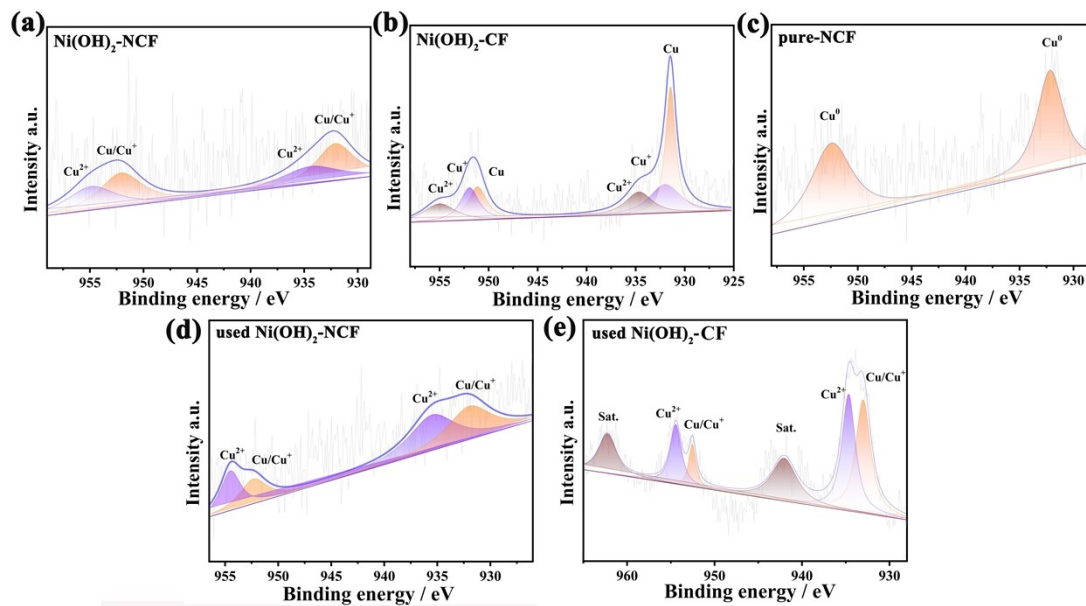 (a)
Ni(OH)₂-NCF
Cu²⁺
Cu/Cu⁺
Cu²⁺
Cu/Cu⁺
Intensity a.u.
955 950 945 940 935 930
Binding energy / eV
(b)
Ni(OH)₂-CF
Cu²⁺
Cu⁺
Cu
Cu²⁺
Cu⁺
Cu
Intensity a.u.
955 950 945 940 935 930 925
Binding energy / eV
(c)
pure-NCF
Cu⁰
Cu⁰
Intensity a.u.
955 950 945 940 935 930
Binding energy / eV
(d)
used Ni(OH)₂-NCF
Cu²⁺
Cu/Cu⁺
Cu²⁺
Cu/Cu⁺
Intensity a.u.
955 950 945 940 935 930
Binding energy / eV
(e)
used Ni(OH)₂-CF
Sat.
Cu²⁺
Cu/Cu⁺
Sat.
Cu²⁺
Cu/Cu⁺
Intensity a.u.
960 950 940 930
Binding energy / eV